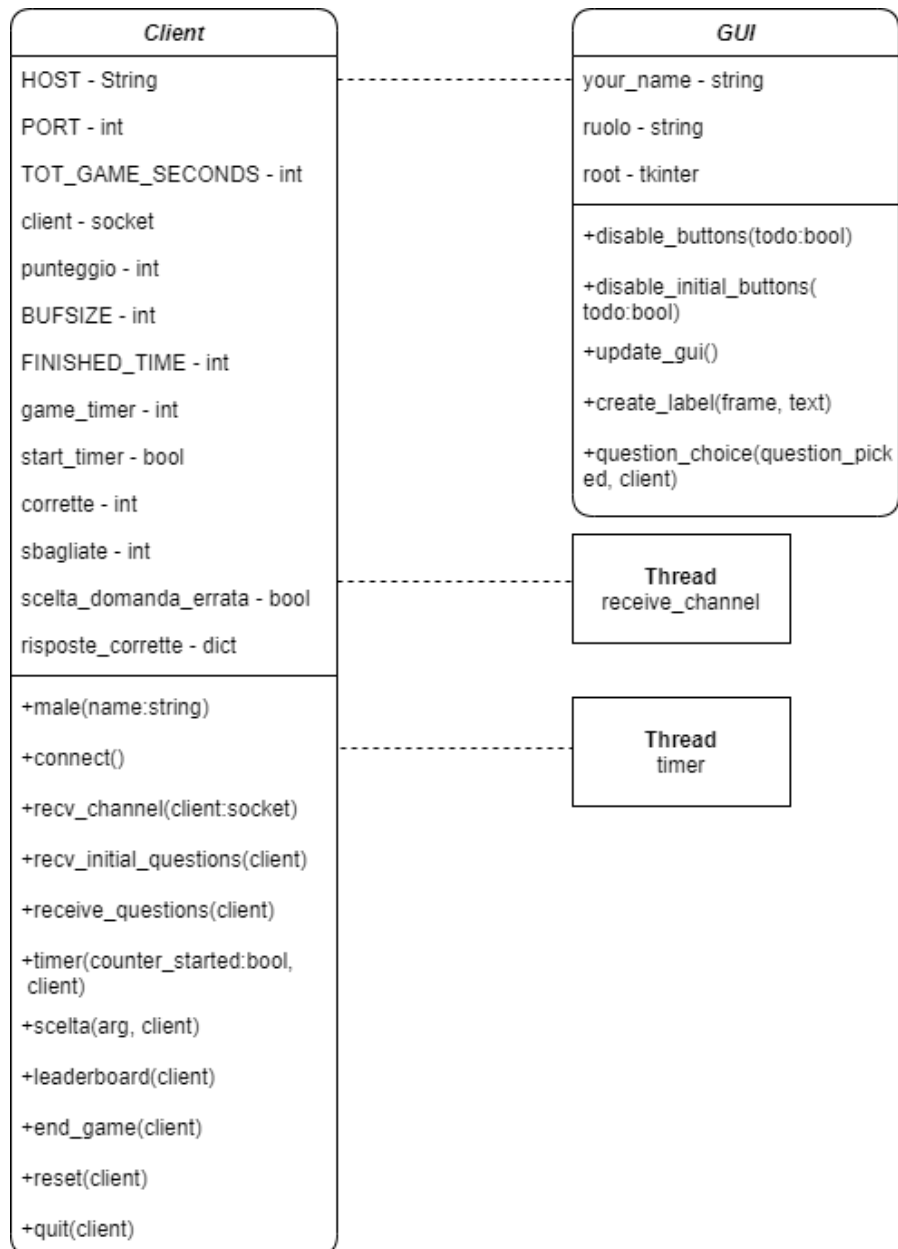 Client
HOST - String
PORT - int
TOT_GAME_SECONDS - int
client - socket
punteggio - int
BUFSIZE - int
FINISHED_TIME - int
game_timer - int
start_timer - bool
corrette - int
sbagliate - int
scelta_domanda_errata - bool
risposte_corrette - dict
+male(name:string)
+connect()
+recv_channel(client:socket)
+recv_initial_questions(client)
+receive_questions(client)
+timer(counter_started:bool,
client)
+scelta(arg, client)
+leaderboard(client)
+end_game(client)
+reset(client)
+quit(client)
GUI
your_name - string
ruolo - string
root - tkinter
+disable_buttons(todo:bool)
+disable_initial_buttons(
todo:bool)
+update_gui()
+create_label(frame, text)
+question_choice(question_pick
ed, client)
Thread
receive_channel
Thread
timer